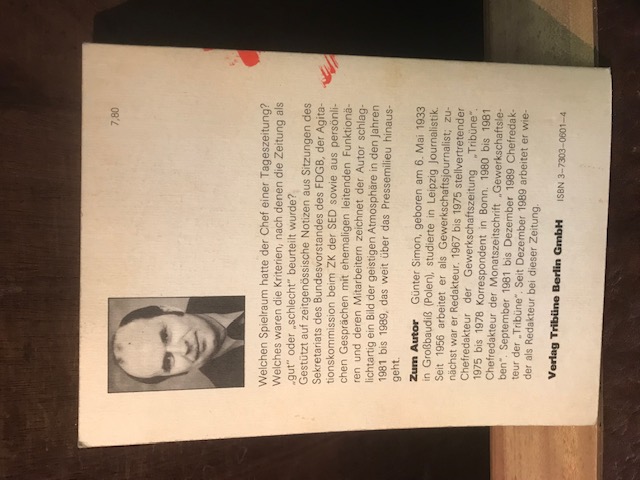 7,80
Welchen Spielraum hatte der Chef einer Tageszeitung?
Welches waren die Kriterien, nach denen die Zeitung als
„gut" oder „schlecht" beurteilt wurde?
Gestützt auf zeitgenössische Notizen aus Sitzungen des
Sekretariats des Bundesvorstandes des FDGB, der Agita-
tionskommission beim ZK der SED sowie aus persönli-
chen Gesprächen mit ehemaligen leitenden Funktionä-
ren und deren Mitarbeitern zeichnet der Autor schlag-
lichtartig ein Bild der geistigen Atmosphäre in den Jahren
1981 bis 1989, das weit über das Pressemilieu hinaus-
geht.
Zum Autor Günter Simon, geboren am 6. Mai 1933
in Großbaudiß (Polen), studierte in Leipzig Journalistik.
Seit 1956 arbeitet er als Gewerkschaftsjournalist; zu-
nächst war er Redakteur. 1967 bis 1975 stellvertretender
Chefredakteur der Gewerkschaftszeitung „Tribüne".
1975 bis 1978 Korrespondent in Bonn. 1980 bis 1981
Chefredakteur der Monatszeitschrift „Gewerkschaftsle-
ben". September 1981 bis Dezember 1989 Chefredak-
teur der „Tribüne". Seit Dezember 1989 arbeitet er wie-
der als Redakteur bei dieser Zeitung.
Verlag Tribüne Berlin GmbH
ISBN 3–7303–0601–4